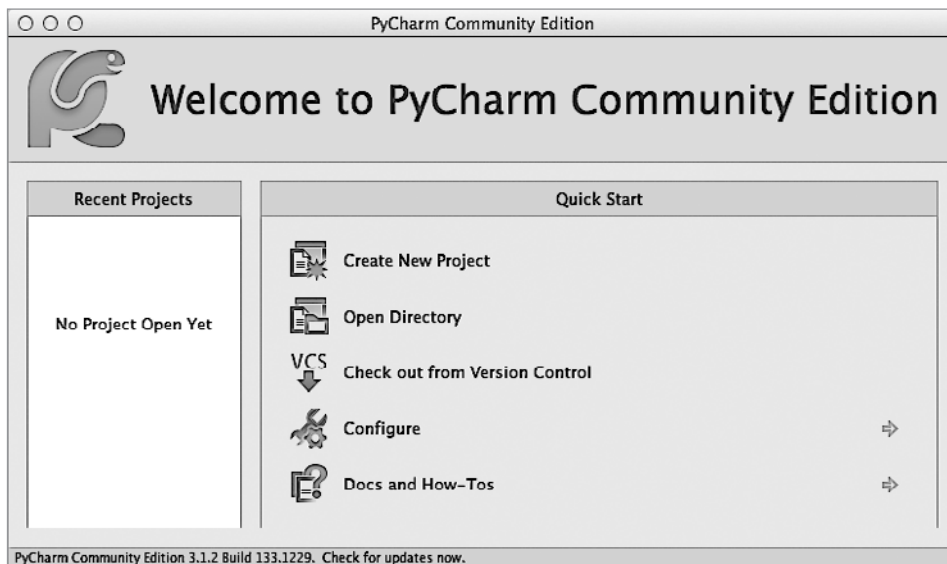 PyCharm Community Edition
Welcome to PyCharm Community Edition
Recent Projects
No Project Open Yet
Quick Start
Create New Project
Open Directory
VCS
Check out from Version Control
Configure
Docs and How-Tos
PyCharm Community Edition 3.1.2 Build 133.1229. Check for updates now.